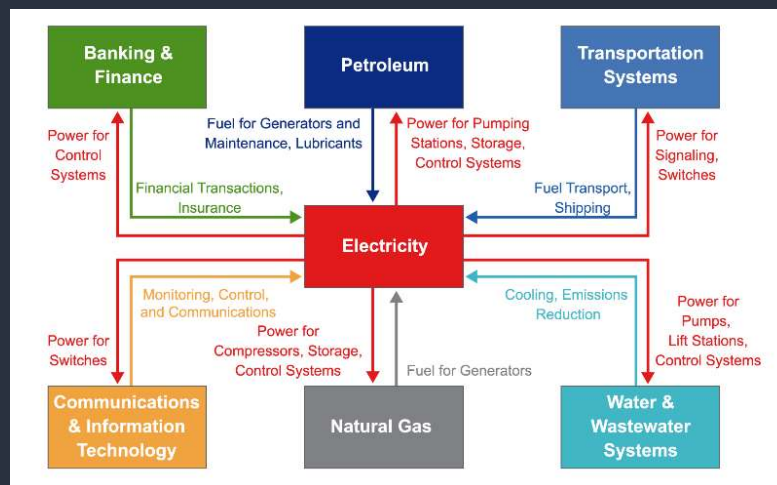 Banking &
Finance
Petroleum
Transportation
Systems
Power for
Control
Systems
Fuel for Generators and
Maintenance, Lubricants
Power for Pumping
Stations, Storage,
Control Systems
Power for
Signaling,
Switches
Financial Transactions,
Insurance
Fuel Transport,
Shipping
Electricity
Monitoring, Control,
and Communications
Cooling, Emissions
Reduction
Power for
Switches
Power for
Compressors, Storage,
Control Systems
Fuel for Generators
Power for
Pumps,
Lift Stations,
Control Systems
Communications
& Information
Technology
Natural Gas
Water &
Wastewater
Systems